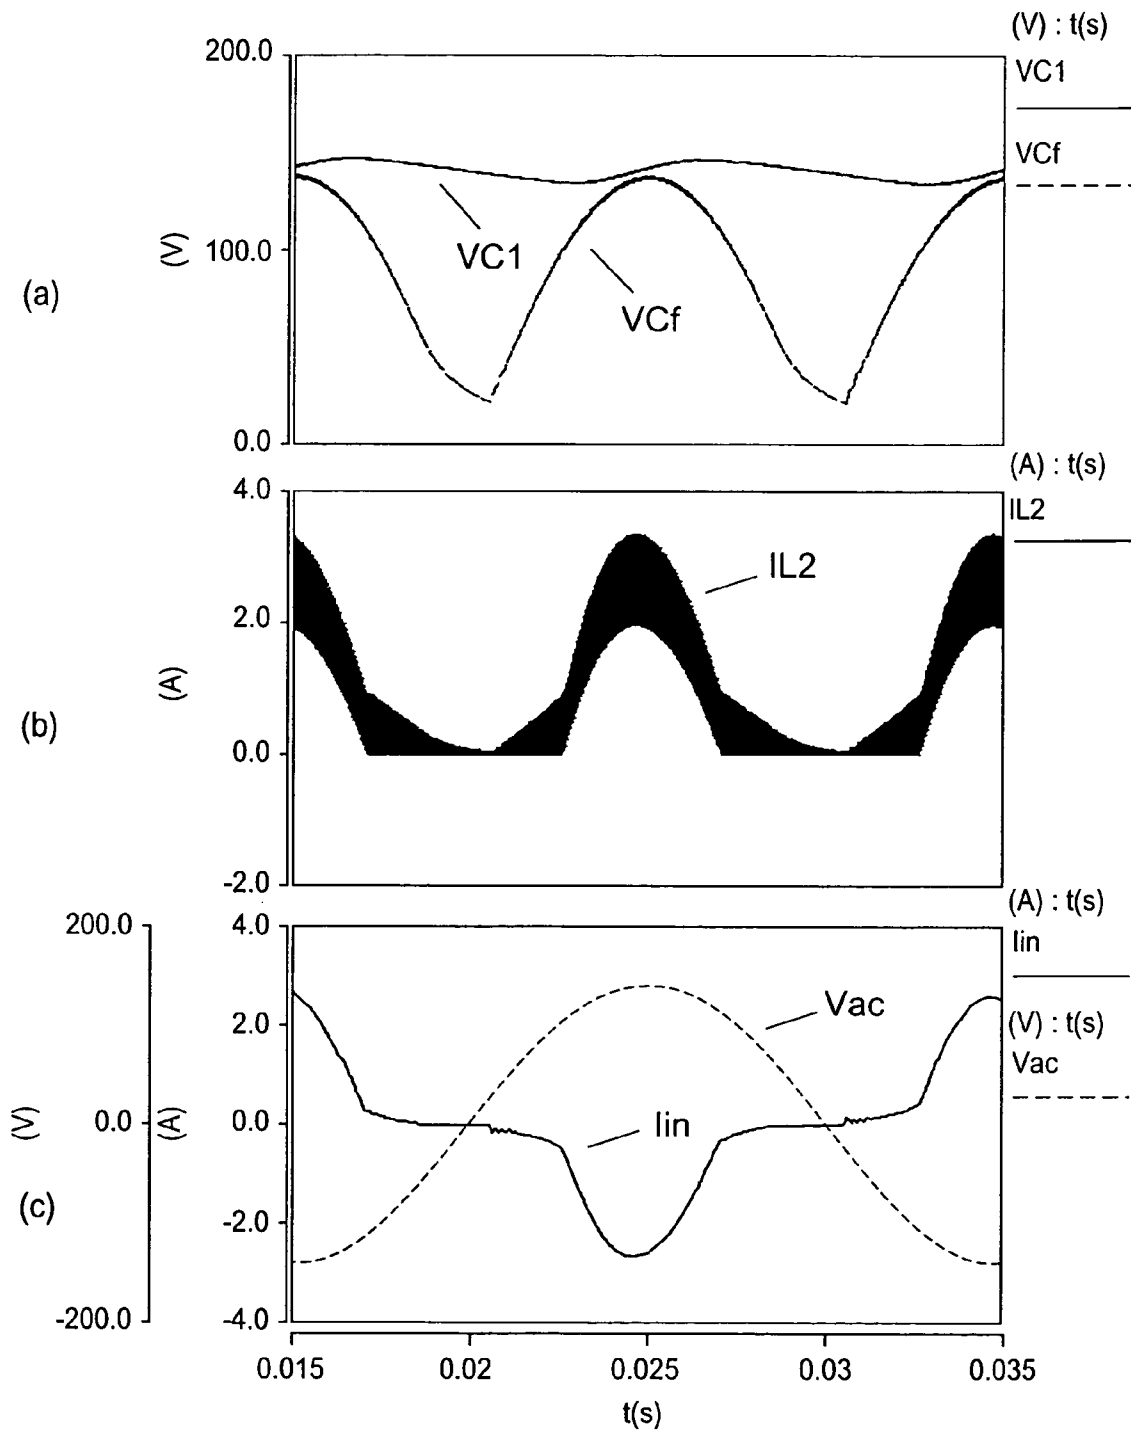 (V) : t(s)
200.0
VC1
VCf
100.0
(V)
VC1
VCf
(a)
0.0
(A) : t(s)
4.0
IL2
IL2
2.0
(A)
(b)
0.0
-2.0
(A) : t(s)
200.0
4.0
Iin
Vac
(V) : t(s)
2.0
Vac
(V)
0.0
(A)
0.0
Iin
(c)
-2.0
-200.0
-4.0
0.015
0.02
0.025
0.03
0.035
t(s)